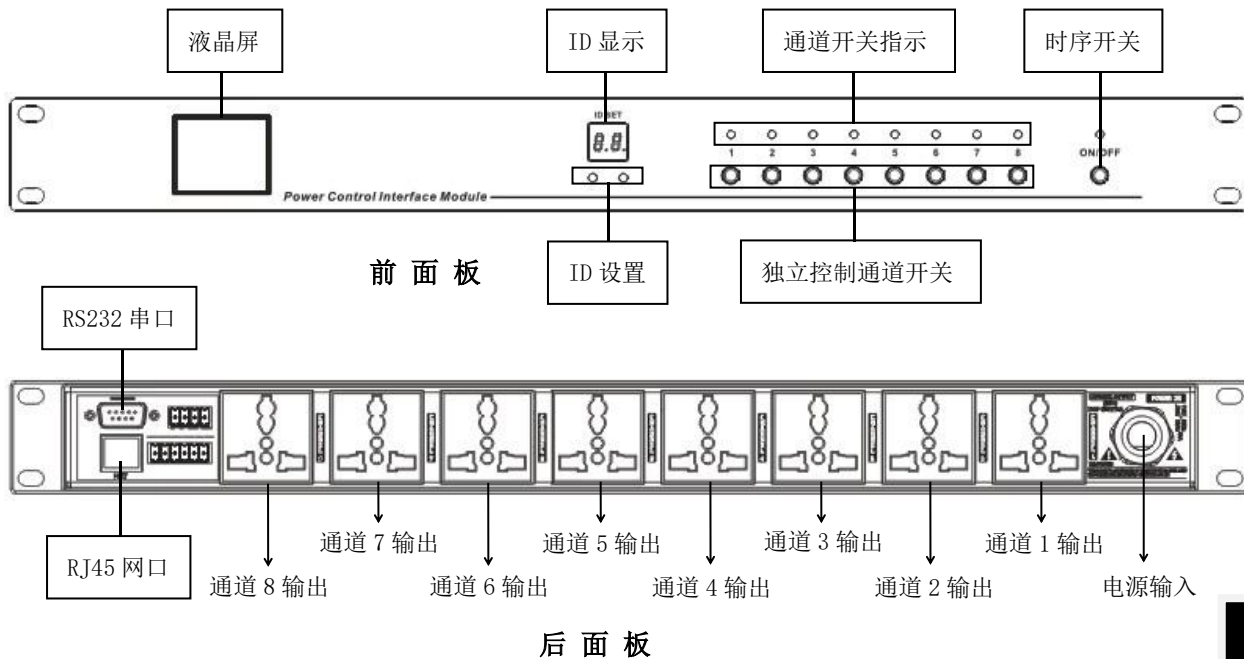 液晶屏
ID 显示
通道开关指示
时序开关
ID SET
8.8.
1 2 3 4 5 6 7 8
ON/OFF
Power Control Interface Module
前面板
ID 设置
独立控制通道开关
RS232 串口
RJ45 网口
通道 8 输出
通道 7 输出
通道 6 输出
通道 5 输出
通道 4 输出
通道 3 输出
通道 2 输出
通道 1 输出
电源输入
后面板